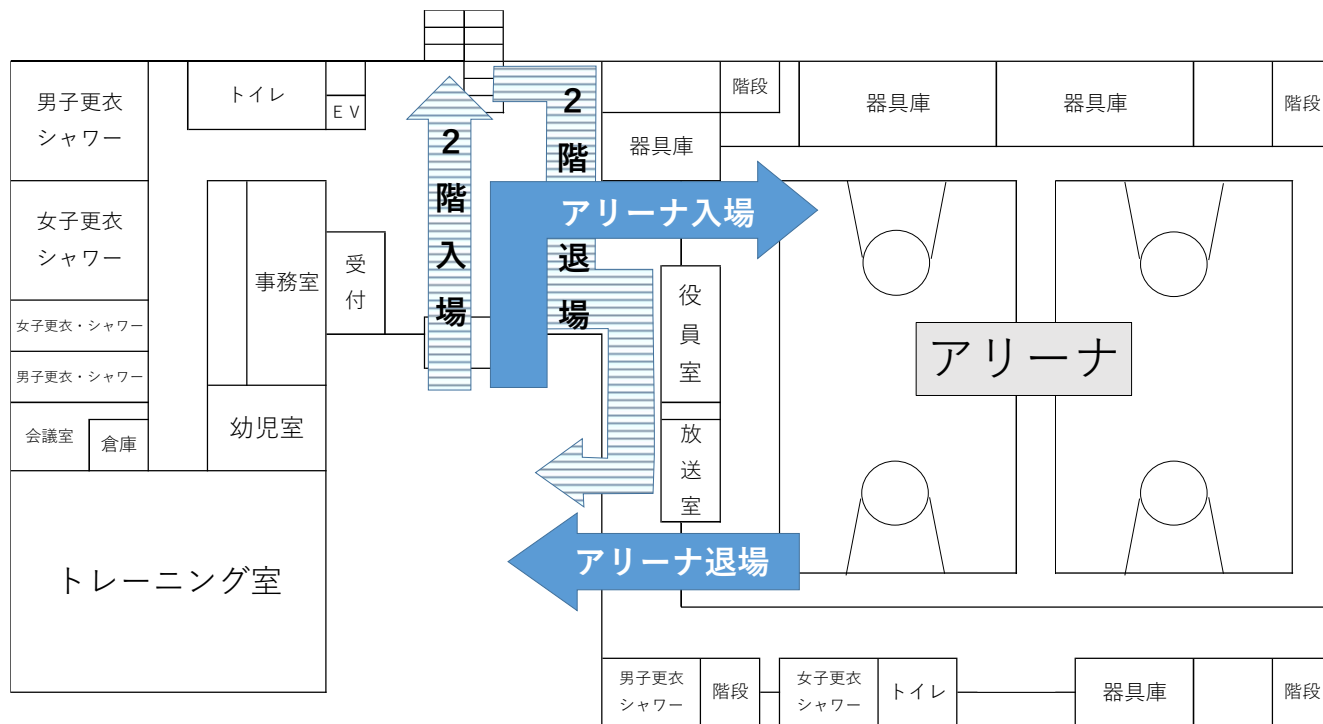 男子更衣
シャワー
トイレ
ＥＶ
2階入場
2階退場
階段
器具庫
器具庫
階段
器具庫
アリーナ入場
女子更衣
シャワー
事務室
受付
役員室
女子更衣・シャワー
男子更衣・シャワー
アリーナ
会議室
倉庫
幼児室
放送室
アリーナ退場
トレーニング室
男子更衣
シャワー
階段
女子更衣
シャワー
トイレ
器具庫
階段